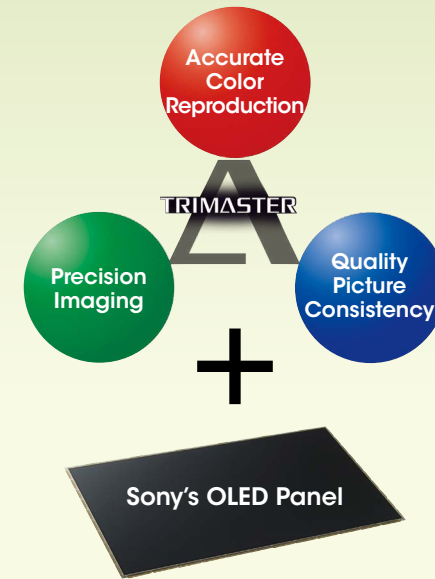 Accurate
Color
Reproduction
TRIMASTER
Precision
Imaging
Quality
Picture
Consistency
+
Sony's OLED Panel